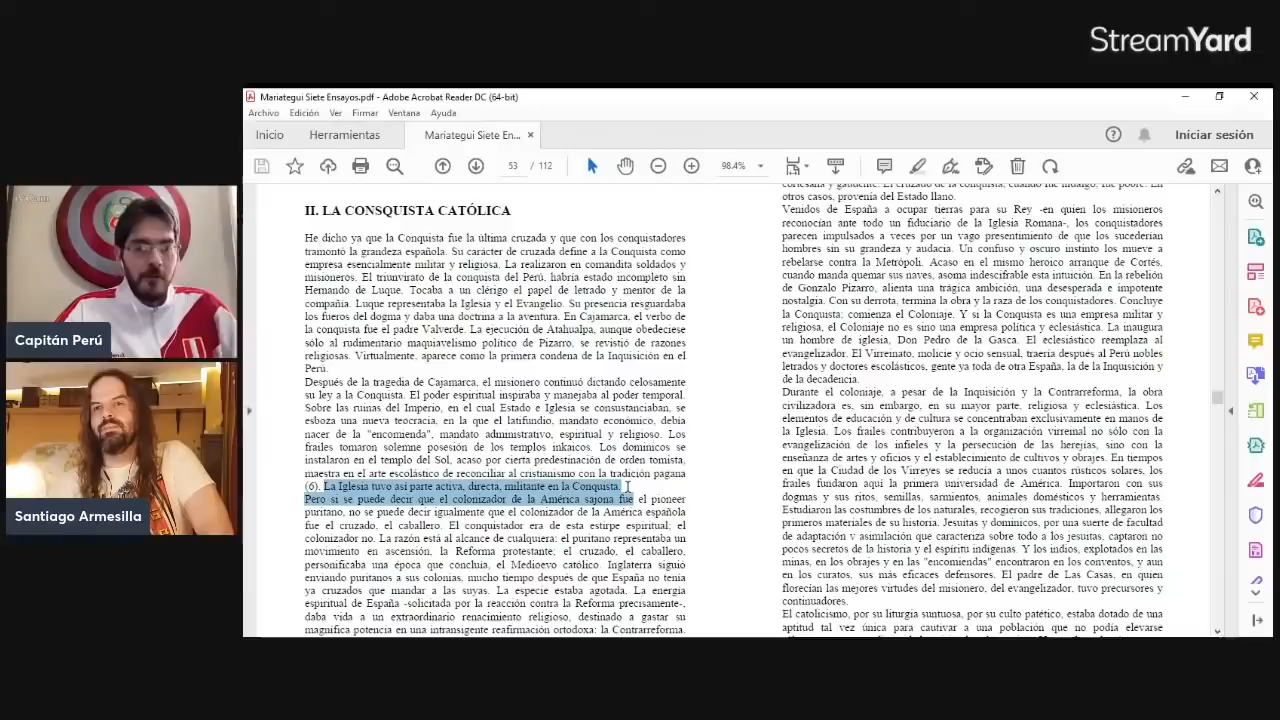 StreamYard
Mariategui Siete Ensayos.pdf - Adobe Acrobat Reader DC (64-bit)
Archivo Edición Ver Firmar Ventana Ayuda
Inicio Herramientas Mariategui Siete En... × Iniciar sesión
53 / 112 98.4%
II. LA CONSQUISTA CATÓLICA
He dicho ya que la Conquista fue la última cruzada y que con los conquistadores
tramontó la grandeza española. Su carácter de cruzada define a la Conquista como
empresa esencialmente militar y religiosa. La realizaron en comandita soldados y
misioneros. El triunvirato de la conquista del Perú, habría estado incompleto sin
Hernando de Luque. Tocaba a un clérigo el papel de letrado y mentor de la
compañía. Luque representaba la Iglesia y el Evangelio. Su presencia resguardaba
los fueros del dogma y daba una doctrina a la aventura. En Cajamarca, el verbo de
la conquista fue el padre Valverde. La ejecución de Atahualpa, aunque obedeciese
sólo al rudimentario maquiavelismo político de Pizarro, se revistió de razones
religiosas. Virtualmente, aparece como la primera condena de la Inquisición en el
Perú.
Después de la tragedia de Cajamarca, el misionero continuó dictando celosamente
su ley a la Conquista. El poder espiritual inspiraba y manejaba al poder temporal.
Sobre las ruinas del Imperio, en el cual Estado e Iglesia se consustanciaban, se
esboza una nueva teocracia, en la que el latifundio, mandato económico, debía
nacer de la "encomienda", mandato administrativo, espiritual y religioso. Los
frailes tomaron solemne posesión de los templos inkaicos. Los dominicos se
instalaron en el templo del Sol, acaso por cierta predestinación de orden tomista,
maestra en el arte escolástico de reconciliar al cristianismo con la tradición pagana
(6). La Iglesia tuvo así parte activa, directa, militante en la Conquista.
Pero si se puede decir que el colonizador de la América sajona fue el pioneer
puritano, no se puede decir igualmente que el colonizador de la América española
fue el cruzado, el caballero. El conquistador era de esta estirpe espiritual; el
colonizador no. La razón está al alcance de cualquiera: el puritano representaba un
movimiento en ascensión, la Reforma protestante; el cruzado, el caballero,
personificaba una época que concluía, el Medioevo católico. Inglaterra siguió
enviando puritanos a sus colonias, mucho tiempo después de que España no tenía
ya cruzados que mandar a las suyas. La especie estaba agotada. La energía
espiritual de España -solicitada por la reacción contra la Reforma precisamente-,
daba vida a un extraordinario renacimiento religioso, destinado a gastar su
magnífica potencia en una intransigente reafirmación ortodoxa: la Contrarreforma.
cortesana y gaudente. El cruzado de la conquista, cuando fue hidalgo, fue pobre. En
otros casos, provenía del Estado llano.
Venidos de España a ocupar tierras para su Rey -en quien los misioneros
reconocían ante todo un fiduciario de la Iglesia Romana-, los conquistadores
parecen impulsados a veces por un vago presentimiento de que los sucederían
hombres sin su grandeza y audacia. Un confuso y oscuro instinto los mueve a
rebelarse contra la Metrópoli. Acaso en el mismo heroico arranque de Cortés,
cuando manda quemar sus naves, asoma indescifrable esta intuición. En la rebelión
de Gonzalo Pizarro, alienta una trágica ambición, una desesperada e impotente
nostalgia. Con su derrota, termina la obra y la raza de los conquistadores. Concluye
la Conquista; comienza el Coloniaje. Y si la Conquista es una empresa militar y
religiosa, el Coloniaje no es sino una empresa política y eclesiástica. La inaugura
un hombre de iglesia, Don Pedro de la Gasca. El eclesiástico reemplaza al
evangelizador. El Virreinato, molicie y ocio sensual, traería después al Perú nobles
letrados y doctores escolásticos, gente ya toda de otra España, la de la Inquisición y
de la decadencia.
Durante el coloniaje, a pesar de la Inquisición y la Contrarreforma, la obra
civilizadora es, sin embargo, en su mayor parte, religiosa y eclesiástica. Los
elementos de educación y de cultura se concentraban exclusivamente en manos de
la Iglesia. Los frailes contribuyeron a la organización virreinal no sólo con la
evangelización de los infieles y la persecución de las herejías, sino con la
enseñanza de artes y oficios y el establecimiento de cultivos y obrajes. En tiempos
en que la Ciudad de los Virreyes se reducía a unos cuantos rústicos solares, los
frailes fundaron aquí la primera universidad de América. Importaron con sus
dogmas y sus ritos, semillas, sarmientos, animales domésticos y herramientas.
Estudiaron las costumbres de los naturales, recogieron sus tradiciones, allegaron los
primeros materiales de su historia. Jesuitas y dominicos, por una suerte de facultad
de adaptación y asimilación que caracteriza sobre todo a los jesuitas, captaron no
pocos secretos de la historia y el espíritu indígenas. Y los indios, explotados en las
minas, en los obrajes y en las "encomiendas" encontraron en los conventos, y aun
en los curatos, sus más eficaces defensores. El padre de Las Casas, en quien
florecían las mejores virtudes del misionero, del evangelizador, tuvo precursores y
continuadores.
El catolicismo, por su liturgia suntuosa, por su culto patético, estaba dotado de una
aptitud tal vez única para cautivar a una población que no podía elevarse
Capitán Perú
Santiago Armesilla